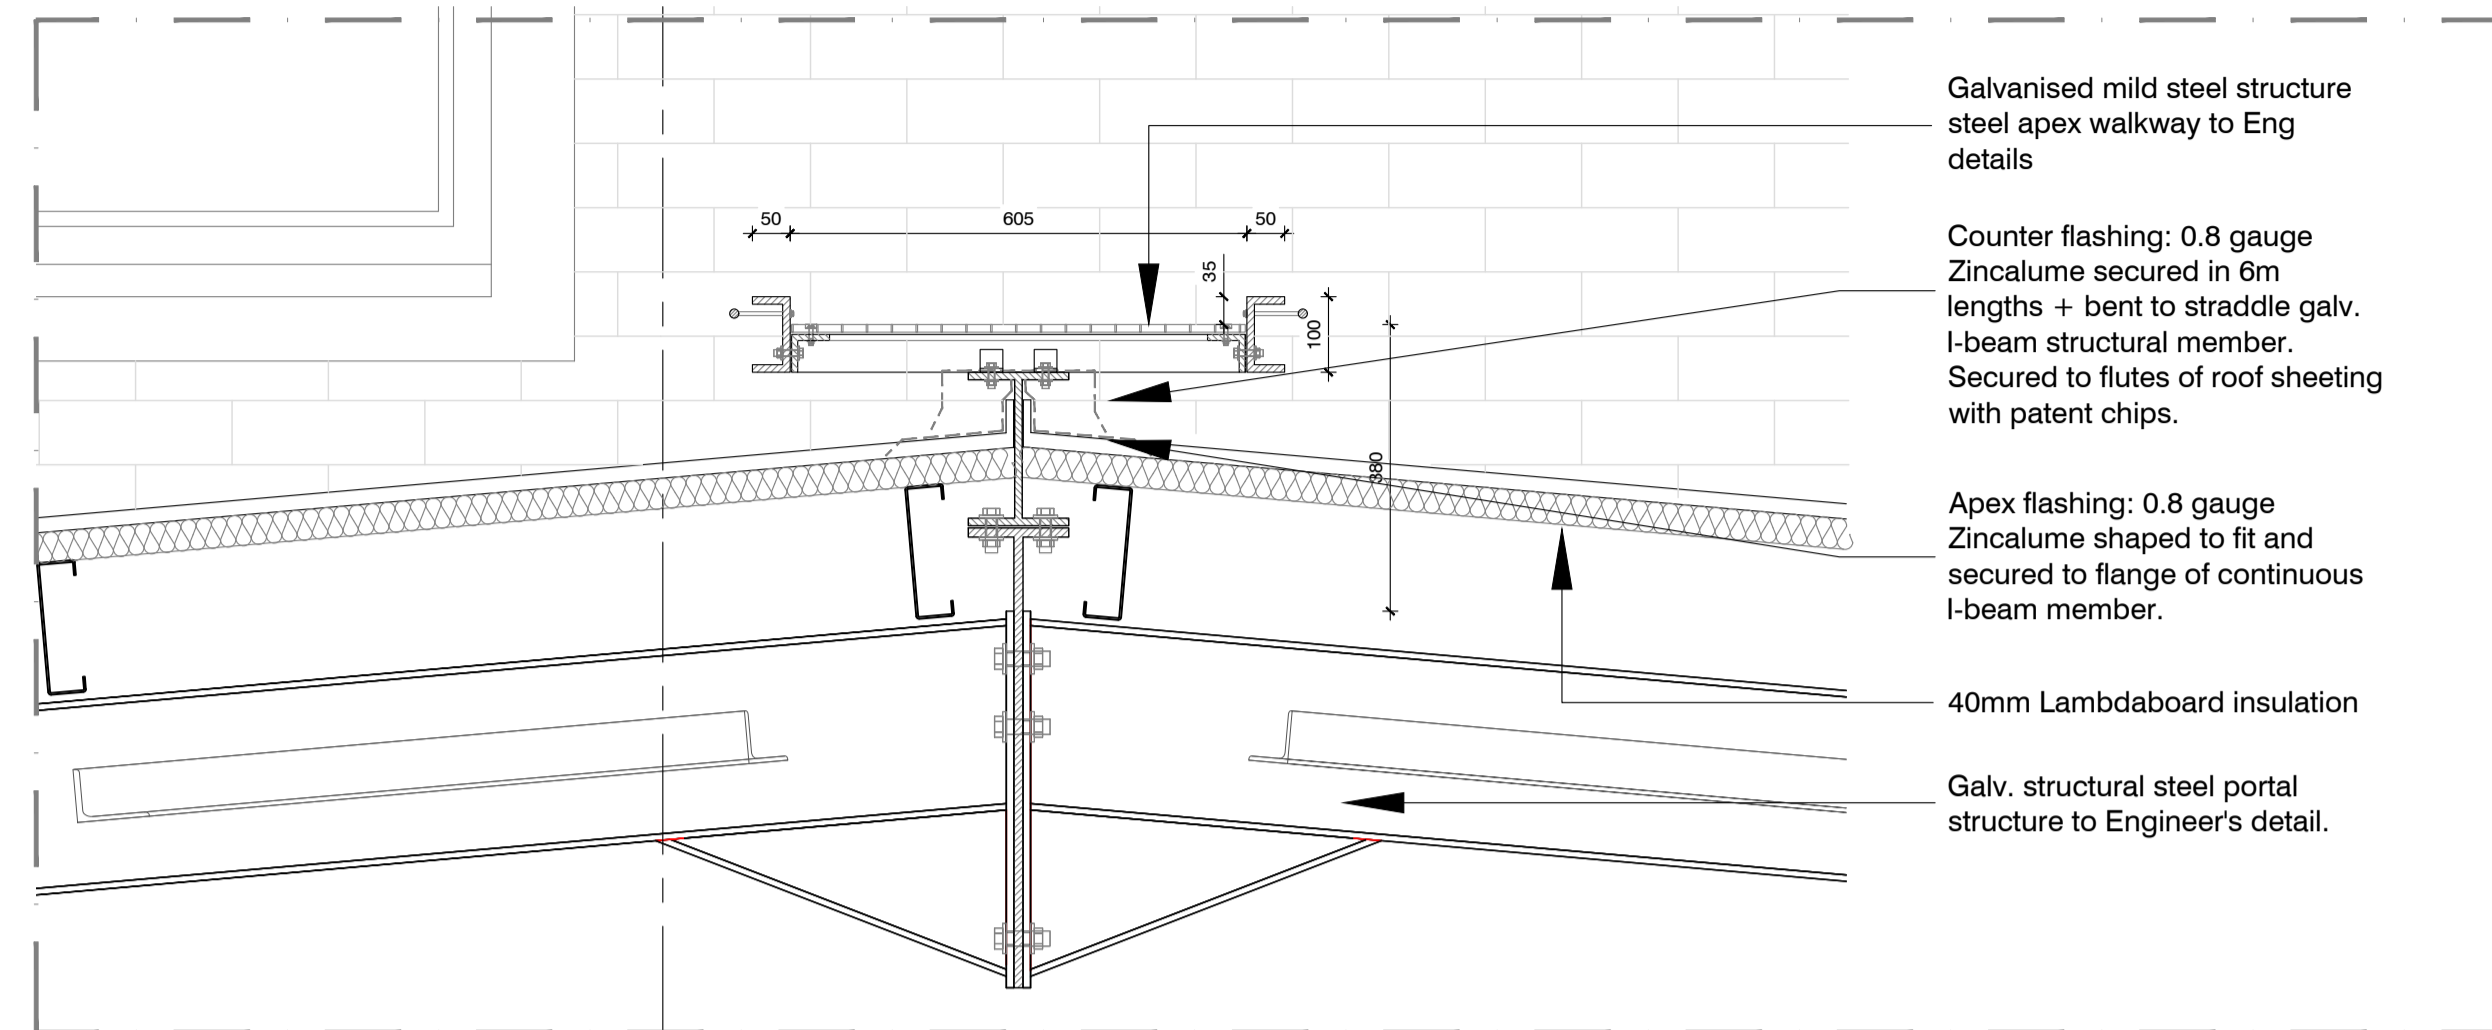 Galvanised mild steel structure
steel apex walkway to Eng
details
50
605
50
35
100
380
Counter flashing: 0.8 gauge
Zincalume secured in 6m
lengths + bent to straddle galv.
I-beam structural member.
Secured to flutes of roof sheeting
with patent chips.
Apex flashing: 0.8 gauge
Zincalume shaped to fit and
secured to flange of continuous
I-beam member.
40mm Lambdaboard insulation
Galv. structural steel portal
structure to Engineer's detail.